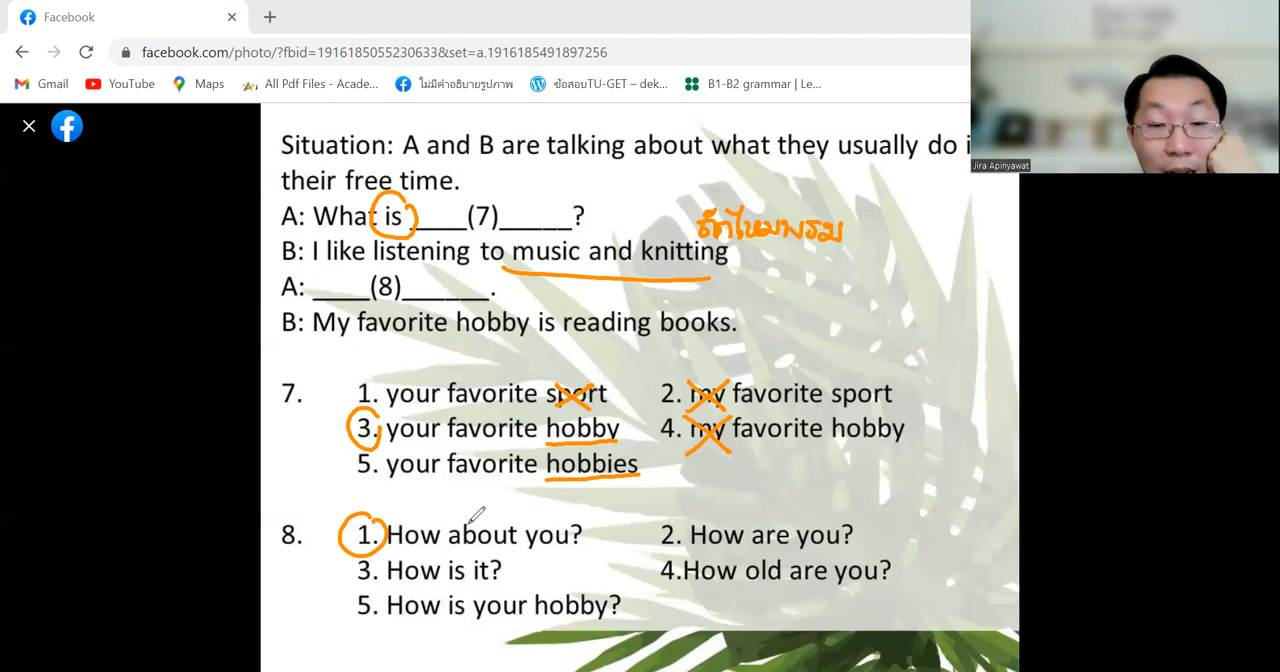 Facebook
facebook.com/photo/?fbid=1916185055230633&set=a.1916185491897256
Gmail YouTube Maps All Pdf Files - Acade... ไม่มีคำอธิบายรูปภาพ ข้อสอบTU-GET – dek... B1-B2 grammar | Le...
Jira Apinyawat
Situation: A and B are talking about what they usually do i
their free time.
A: What is ____(7)_____?
ถักไหมพรม
B: I like listening to music and knitting
A: ____(8)______.
B: My favorite hobby is reading books.
7. 1. your favorite sport 2. my favorite sport
3. your favorite hobby 4. my favorite hobby
5. your favorite hobbies
8. 1. How about you? 2. How are you?
3. How is it? 4.How old are you?
5. How is your hobby?